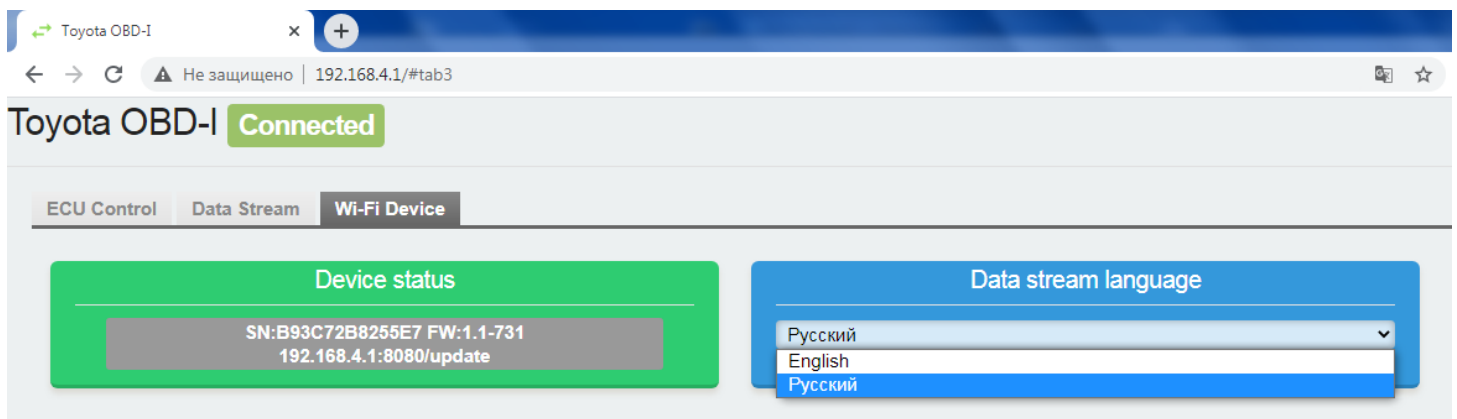 Toyota OBD-I
Не защищено | 192.168.4.1/#tab3
Toyota OBD-I Connected
ECU Control Data Stream Wi-Fi Device
Device status
SN:B93C72B8255E7 FW:1.1-731
192.168.4.1:8080/update
Data stream language
Русский
English
Русский